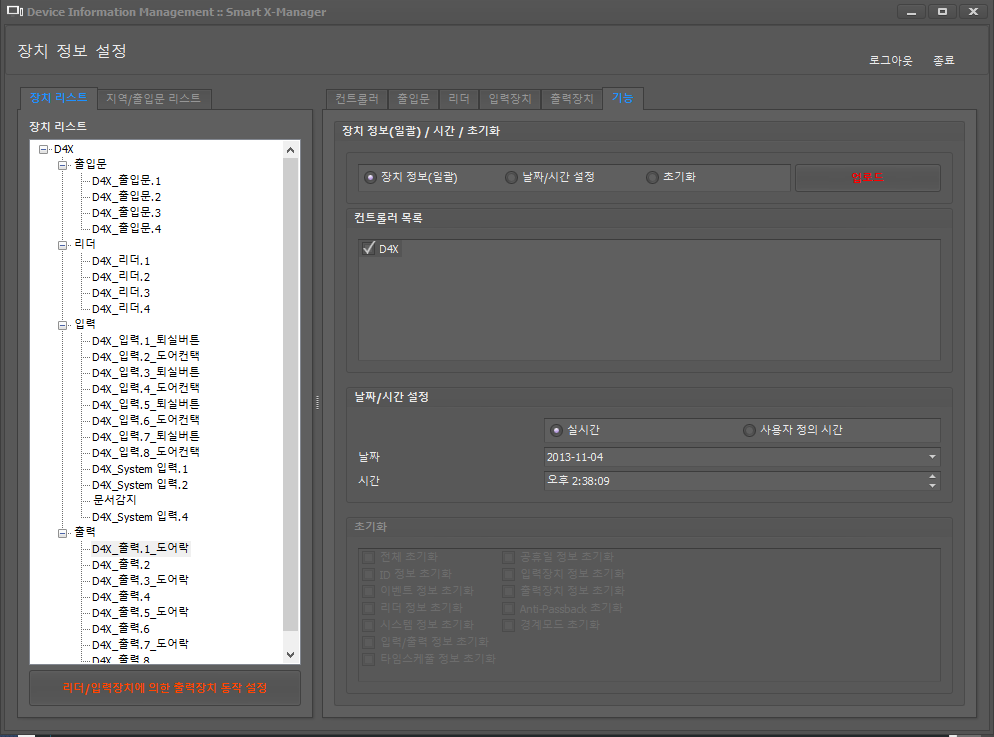 Device Information Management :: Smart X-Manager
장치 정보 설정
로그아웃 종료
장치 리스트 지역/출입문 리스트
장치 리스트
D4X
출입문
D4X_출입문.1
D4X_출입문.2
D4X_출입문.3
D4X_출입문.4
리더
D4X_리더.1
D4X_리더.2
D4X_리더.3
D4X_리더.4
입력
D4X_입력.1_퇴실버튼
D4X_입력.2_도어컨택
D4X_입력.3_퇴실버튼
D4X_입력.4_도어컨택
D4X_입력.5_퇴실버튼
D4X_입력.6_도어컨택
D4X_입력.7_퇴실버튼
D4X_입력.8_도어컨택
D4X_System 입력.1
D4X_System 입력.2
문서감지
D4X_System 입력.4
출력
D4X_출력.1_도어락
D4X_출력.2
D4X_출력.3_도어락
D4X_출력.4
D4X_출력.5_도어락
D4X_출력.6
D4X_출력.7_도어락
D4X_출력.8
리더/입력장치에 의한 출력장치 동작 설정
컨트롤러 출입문 리더 입력장치 출력장치 기능
장치 정보(일괄) / 시간 / 초기화
장치 정보(일괄) 날짜/시간 설정 초기화 업로드
컨트롤러 목록
D4X
날짜/시간 설정
실시간 사용자 정의 시간
날짜 2013-11-04
시간 오후 2:38:09
초기화
전체 초기화 공휴일 정보 초기화
ID 정보 초기화 입력장치 정보 초기화
이벤트 정보 초기화 출력장치 정보 초기화
리더 정보 초기화 Anti-Passback 초기화
시스템 정보 초기화 경계모드 초기화
입력/출력 정보 초기화
타임스케줄 정보 초기화